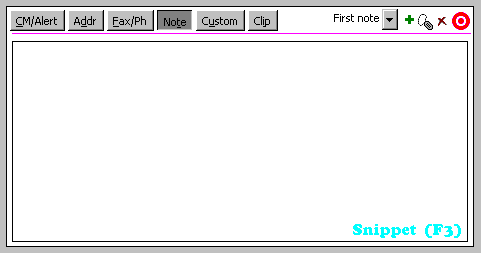 CM/Alert Addr Fax/Ph Note Custom Clip First note
Snippet (F3)